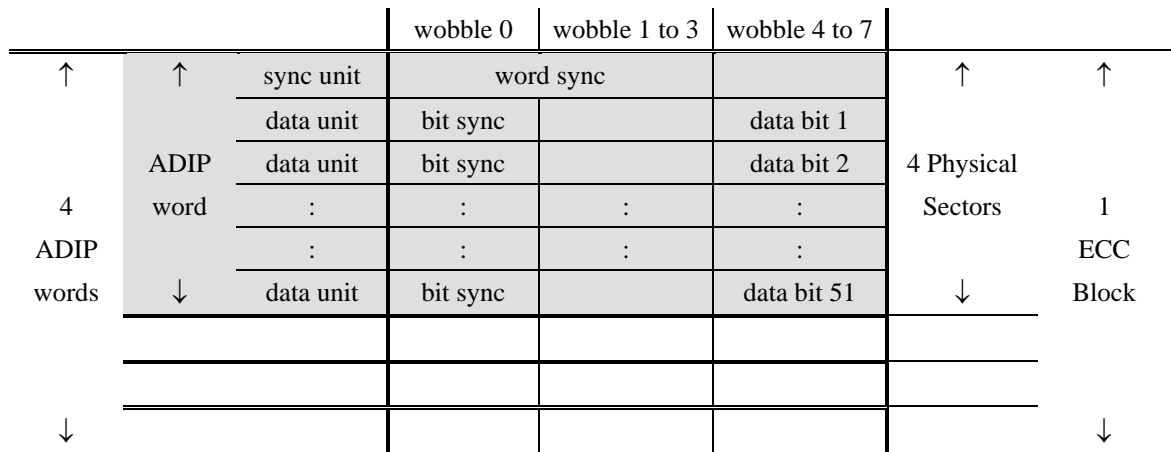 wobble 0 wobble 1 to 3 wobble 4 to 7
↑ ↑ sync unit word sync ↑ ↑
data unit bit sync data bit 1
ADIP data unit bit sync data bit 2 4 Physical
4 word : : : : Sectors 1
ADIP : : : : ECC
words ↓ data unit bit sync data bit 51 ↓ Block
↓ ↓